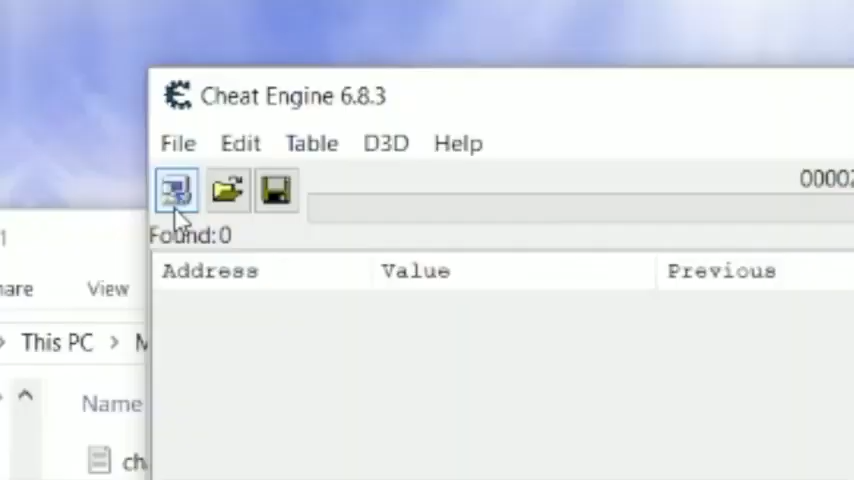 Cheat Engine 6.8.3
File Edit Table D3D Help
Found:0
Address Value Previous
View
This PC
Name